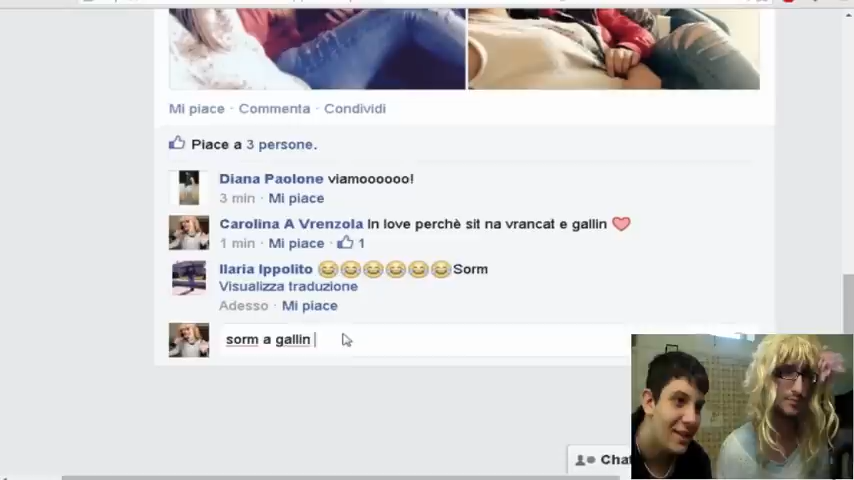 Mi piace · Commenta · Condividi
Piace a 3 persone.
Diana Paolone viamoooooo!
3 min · Mi piace
Carolina A Vrenzola In love perchè sit na vrancat e gallin ❤
1 min · Mi piace · 1
Ilaria Ippolito 😂😂😂😂😂😂Sorm
Visualizza traduzione
Adesso · Mi piace
sorm a gallin
Chat